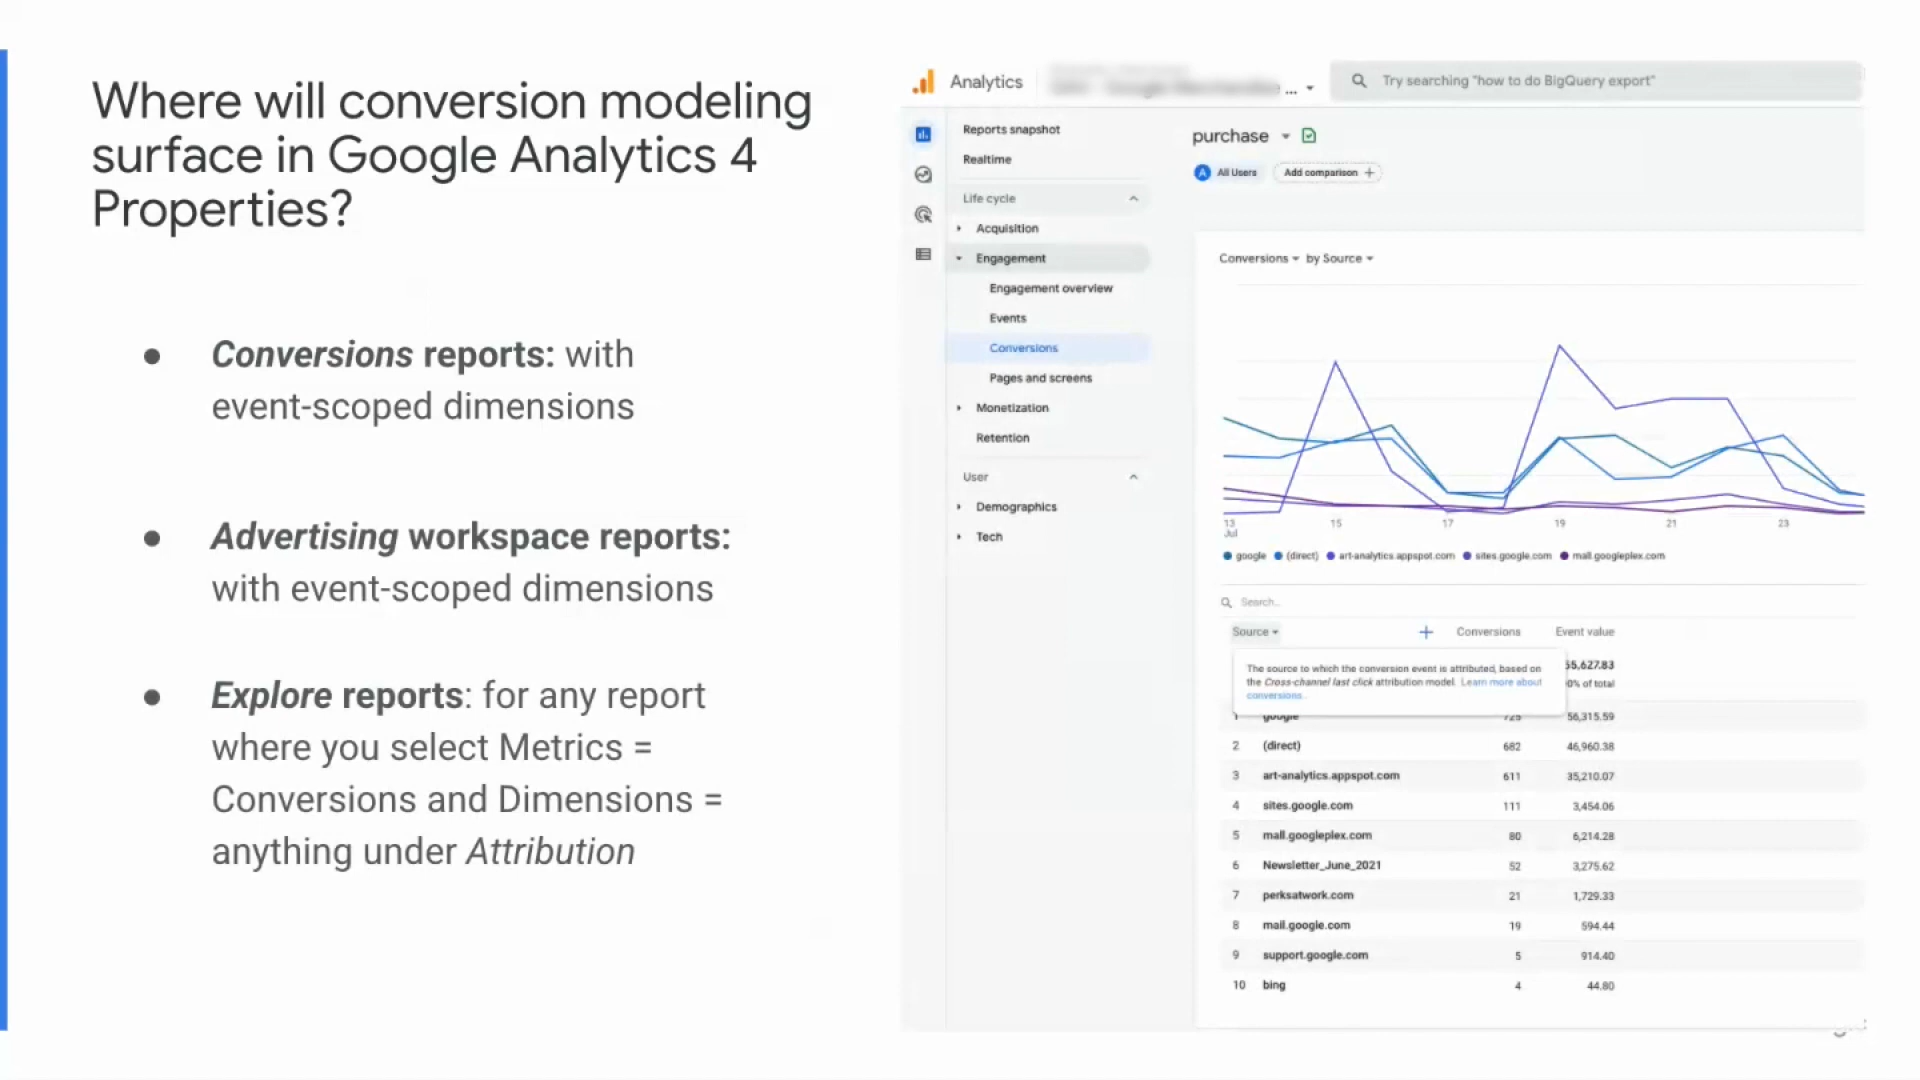 Where will conversion modeling
surface in Google Analytics 4
Properties?
● Conversions reports: with
event-scoped dimensions
● Advertising workspace reports:
with event-scoped dimensions
● Explore reports: for any report
where you select Metrics =
Conversions and Dimensions =
anything under Attribution
Analytics
...
Try searching "how to do BigQuery export"
Reports snapshot
Realtime
Life cycle
Acquisition
Engagement
Engagement overview
Events
Conversions
Pages and screens
Monetization
Retention
User
Demographics
Tech
purchase
A All Users Add comparison +
Conversions by Source
13 15 17 19 21 23
Jul
google (direct) art-analytics.appspot.com sites.google.com mall.googleplex.com
Search...
Source + Conversions Event value
The source to which the conversion event is attributed, based on
the Cross-channel last click attribution model. Learn more about
conversions.
55,627.83
0% of total
1 google 725 56,315.59
2 (direct) 682 46,960.38
3 art-analytics.appspot.com 611 35,210.07
4 sites.google.com 111 3,454.06
5 mall.googleplex.com 80 6,214.28
6 Newsletter_June_2021 52 3,275.62
7 perksatwork.com 21 1,729.33
8 mail.google.com 19 594.44
9 support.google.com 5 914.40
10 bing 4 44.80